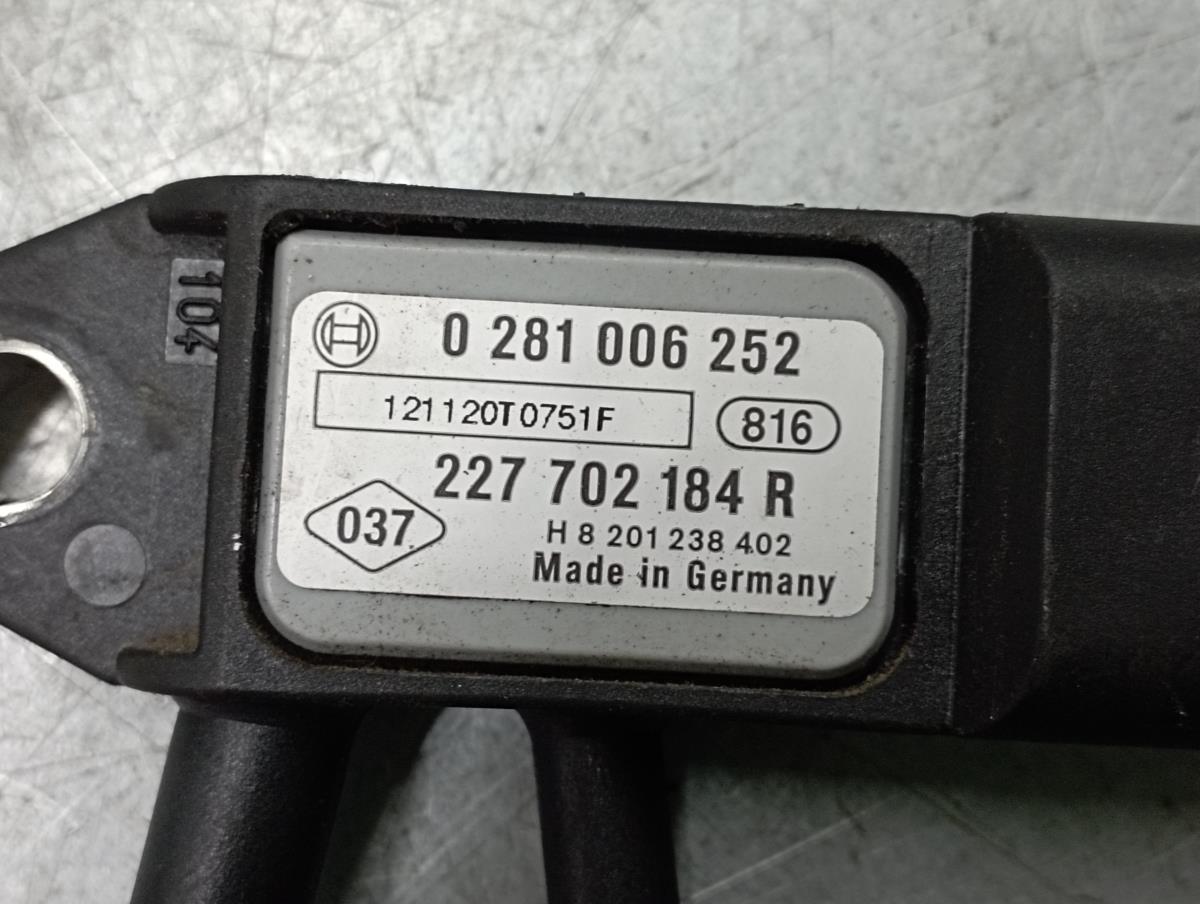 104
0 281 006 252
121120T0751F
816
227 702 184 R
037
H 8 201 238 402
Made in Germany